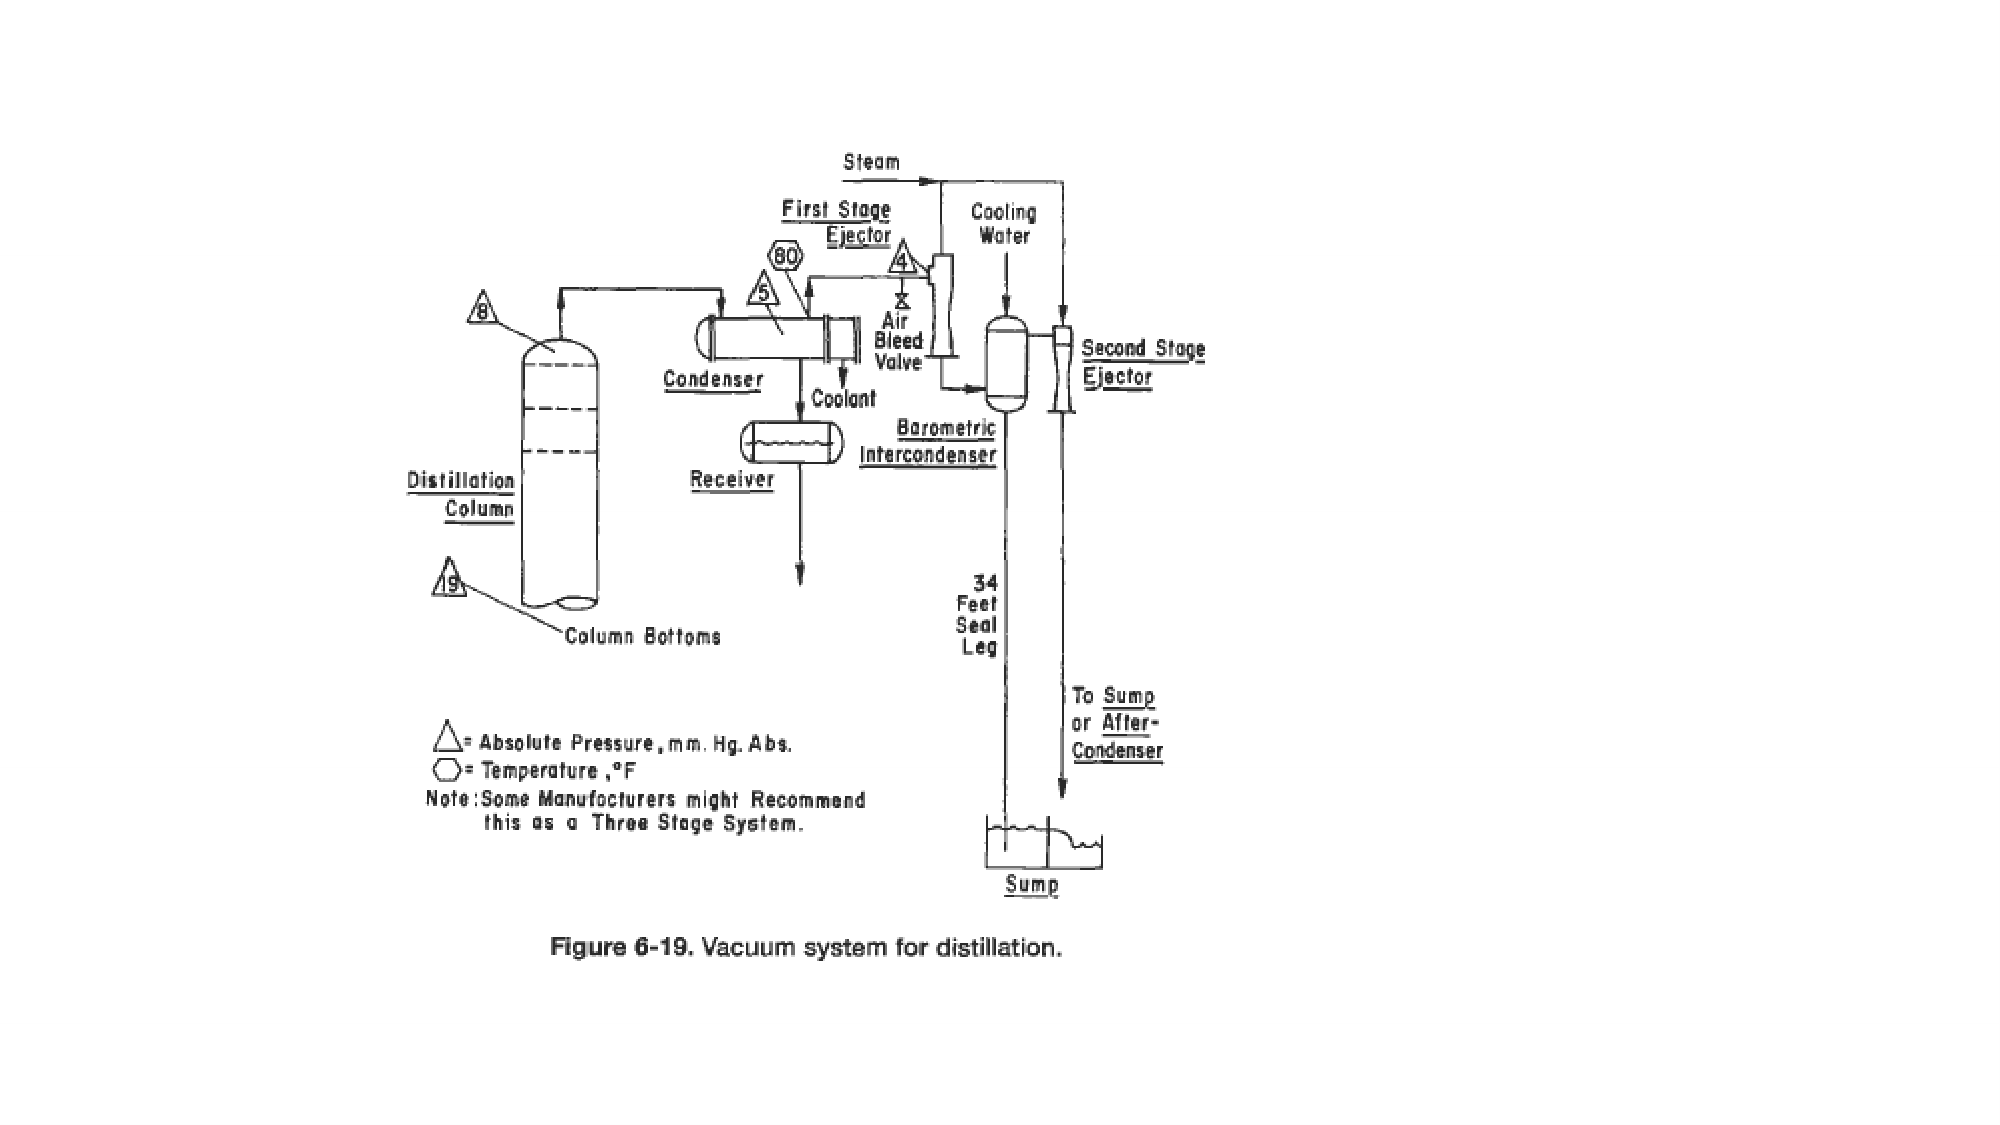 Steam
First Stage
Ejector
Cooling
Water
80
4
5
8
Air
Bleed
Valve
Second Stage
Ejector
Condenser
Coolant
Barometric
Intercondenser
Receiver
Distillation
Column
19
34
Feet
Seal
Leg
Column Bottoms
To Sump
or After-
Condenser
= Absolute Pressure, mm. Hg. Abs.
= Temperature, °F
Note: Some Manufacturers might Recommend
this as a Three Stage System.
Sump
Figure 6-19. Vacuum system for distillation.